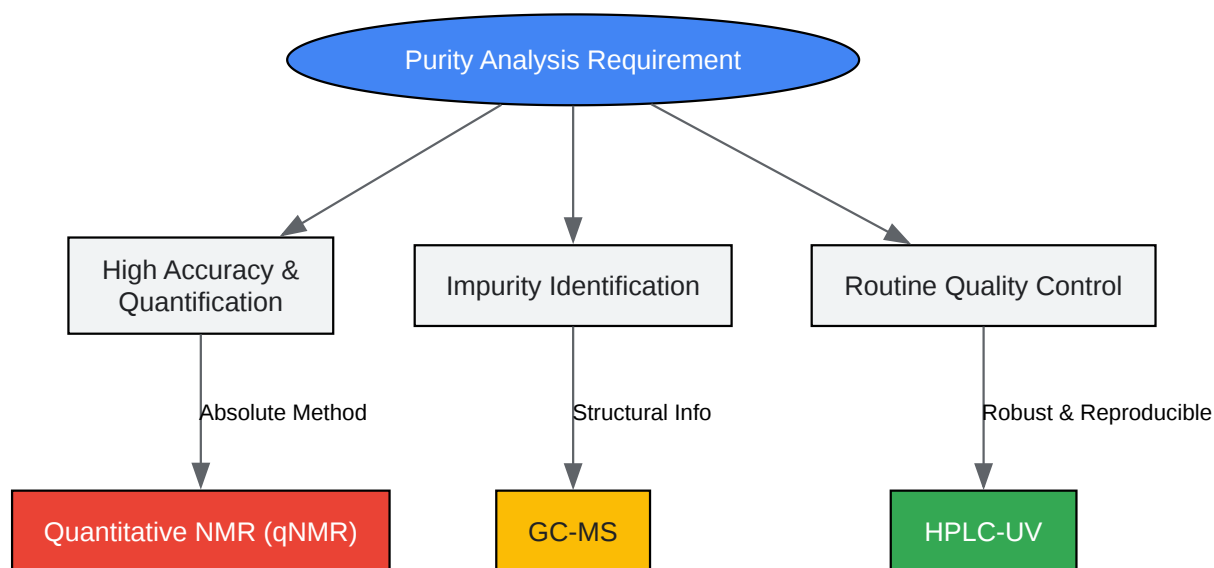 Purity Analysis Requirement
High Accuracy &
Quantification
Impurity Identification
Routine Quality Control
Absolute Method
Structural Info
Robust & Reproducible
Quantitative NMR (qNMR)
GC-MS
HPLC-UV